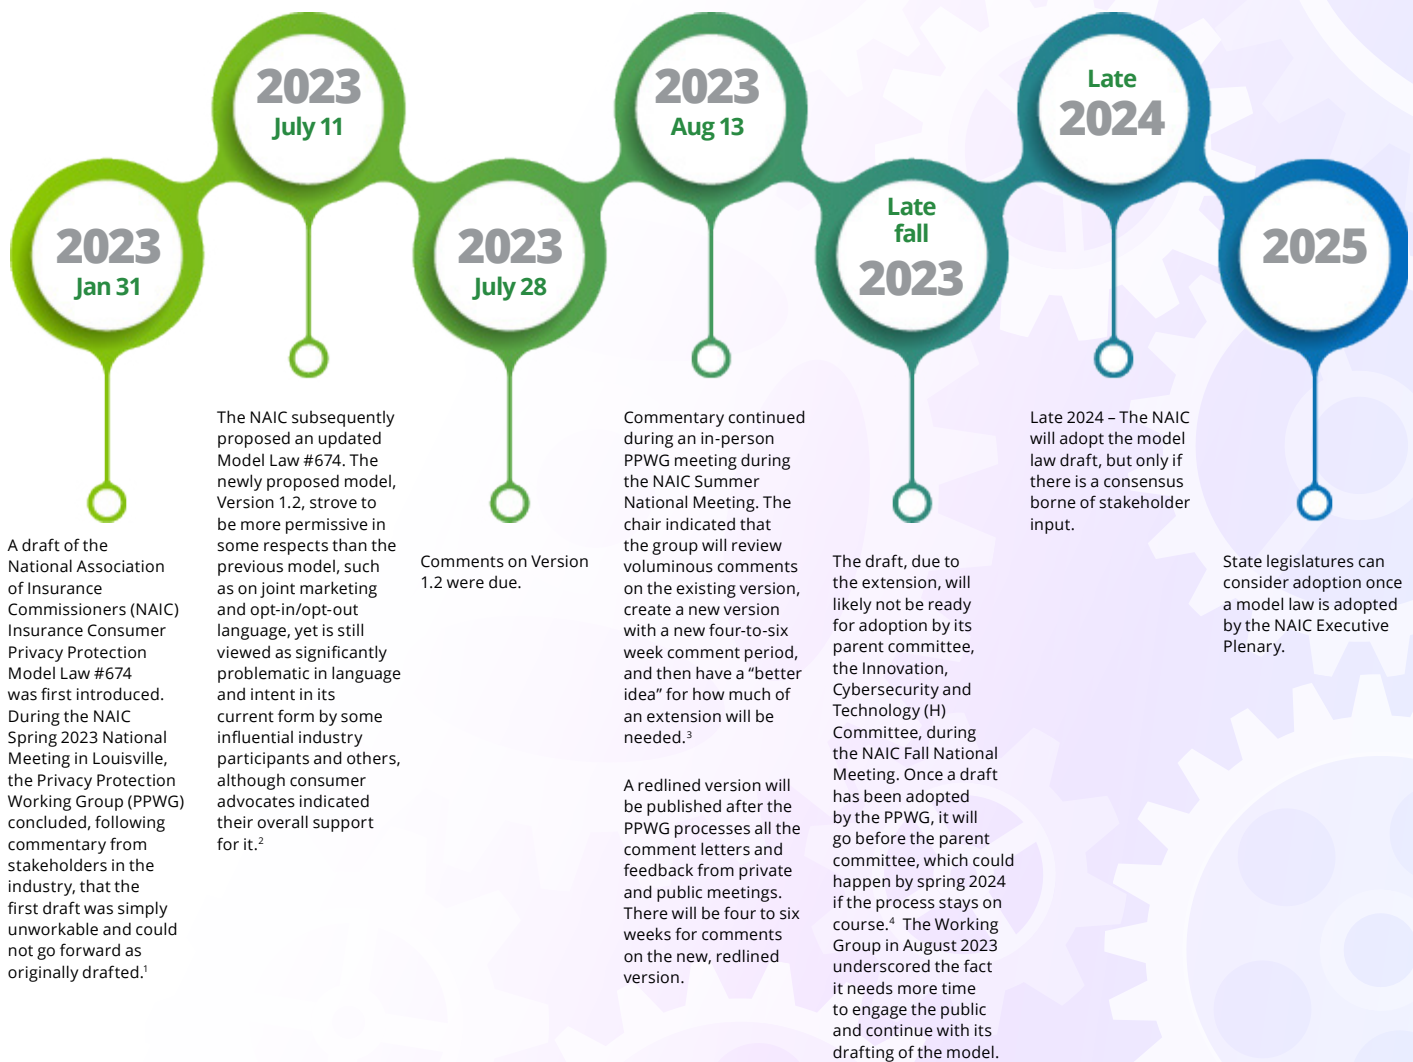 2023
Jan 31
A draft of the
National Association
of Insurance
Commissioners (NAIC)
Insurance Consumer
Privacy Protection
Model Law #674
was first introduced.
During the NAIC
Spring 2023 National
Meeting in Louisville,
the Privacy Protection
Working Group (PPWG)
concluded, following
commentary from
stakeholders in the
industry, that the
first draft was simply
unworkable and could
not go forward as
originally drafted.¹
2023
July 11
The NAIC subsequently
proposed an updated
Model Law #674. The
newly proposed model,
Version 1.2, strove to
be more permissive in
some respects than the
previous model, such
as on joint marketing
and opt-in/opt-out
language, yet is still
viewed as significantly
problematic in language
and intent in its
current form by some
influential industry
participants and others,
although consumer
advocates indicated
their overall support
for it.²
2023
July 28
Comments on Version
1.2 were due.
2023
Aug 13
Commentary continued
during an in-person
PPWG meeting during
the NAIC Summer
National Meeting. The
chair indicated that
the group will review
voluminous comments
on the existing version,
create a new version
with a new four-to-six
week comment period,
and then have a “better
idea” for how much of
an extension will be
needed.³
A redlined version will
be published after the
PPWG processes all the
comment letters and
feedback from private
and public meetings.
There will be four to six
weeks for comments
on the new, redlined
version.
Late
fall
2023
The draft, due to
the extension, will
likely not be ready
for adoption by its
parent committee,
the Innovation,
Cybersecurity and
Technology (H)
Committee, during
the NAIC Fall National
Meeting. Once a draft
has been adopted
by the PPWG, it will
go before the parent
committee, which could
happen by spring 2024
if the process stays on
course.⁴ The Working
Group in August 2023
underscored the fact
it needs more time
to engage the public
and continue with its
drafting of the model.
Late
2024
Late 2024 – The NAIC
will adopt the model
law draft, but only if
there is a consensus
borne of stakeholder
input.
2025
State legislatures can
consider adoption once
a model law is adopted
by the NAIC Executive
Plenary.